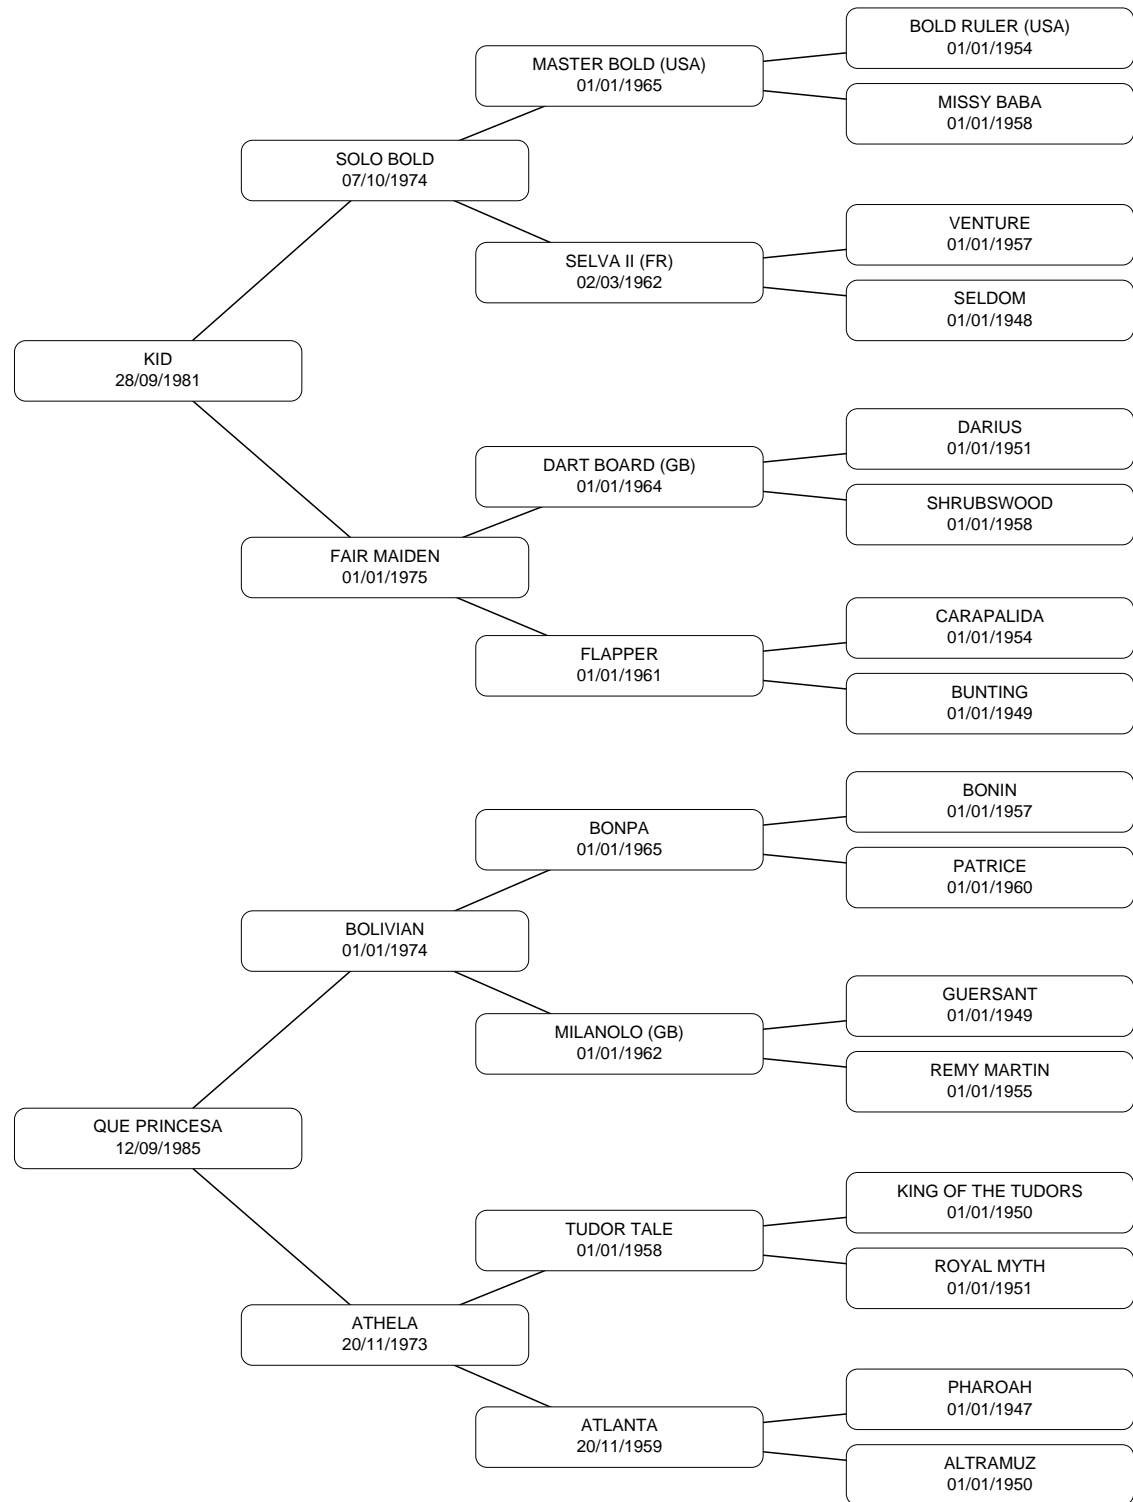 BOLD RULER (USA)
01/01/1954
MASTER BOLD (USA)
01/01/1965
MISSY BABA
01/01/1958
SOLO BOLD
07/10/1974
VENTURE
01/01/1957
SELVA II (FR)
02/03/1962
SELDOM
01/01/1948
KID
28/09/1981
DARIUS
01/01/1951
DART BOARD (GB)
01/01/1964
SHRUBSWOOD
01/01/1958
FAIR MAIDEN
01/01/1975
CARAPALIDA
01/01/1954
FLAPPER
01/01/1961
BUNTING
01/01/1949
BONIN
01/01/1957
BONPA
01/01/1965
PATRICE
01/01/1960
BOLIVIAN
01/01/1974
GUERSANT
01/01/1949
MILANOLO (GB)
01/01/1962
REMY MARTIN
01/01/1955
QUE PRINCESA
12/09/1985
KING OF THE TUDORS
01/01/1950
TUDOR TALE
01/01/1958
ROYAL MYTH
01/01/1951
ATHELA
20/11/1973
PHAROAH
01/01/1947
ATLANTA
20/11/1959
ALTRAMUZ
01/01/1950